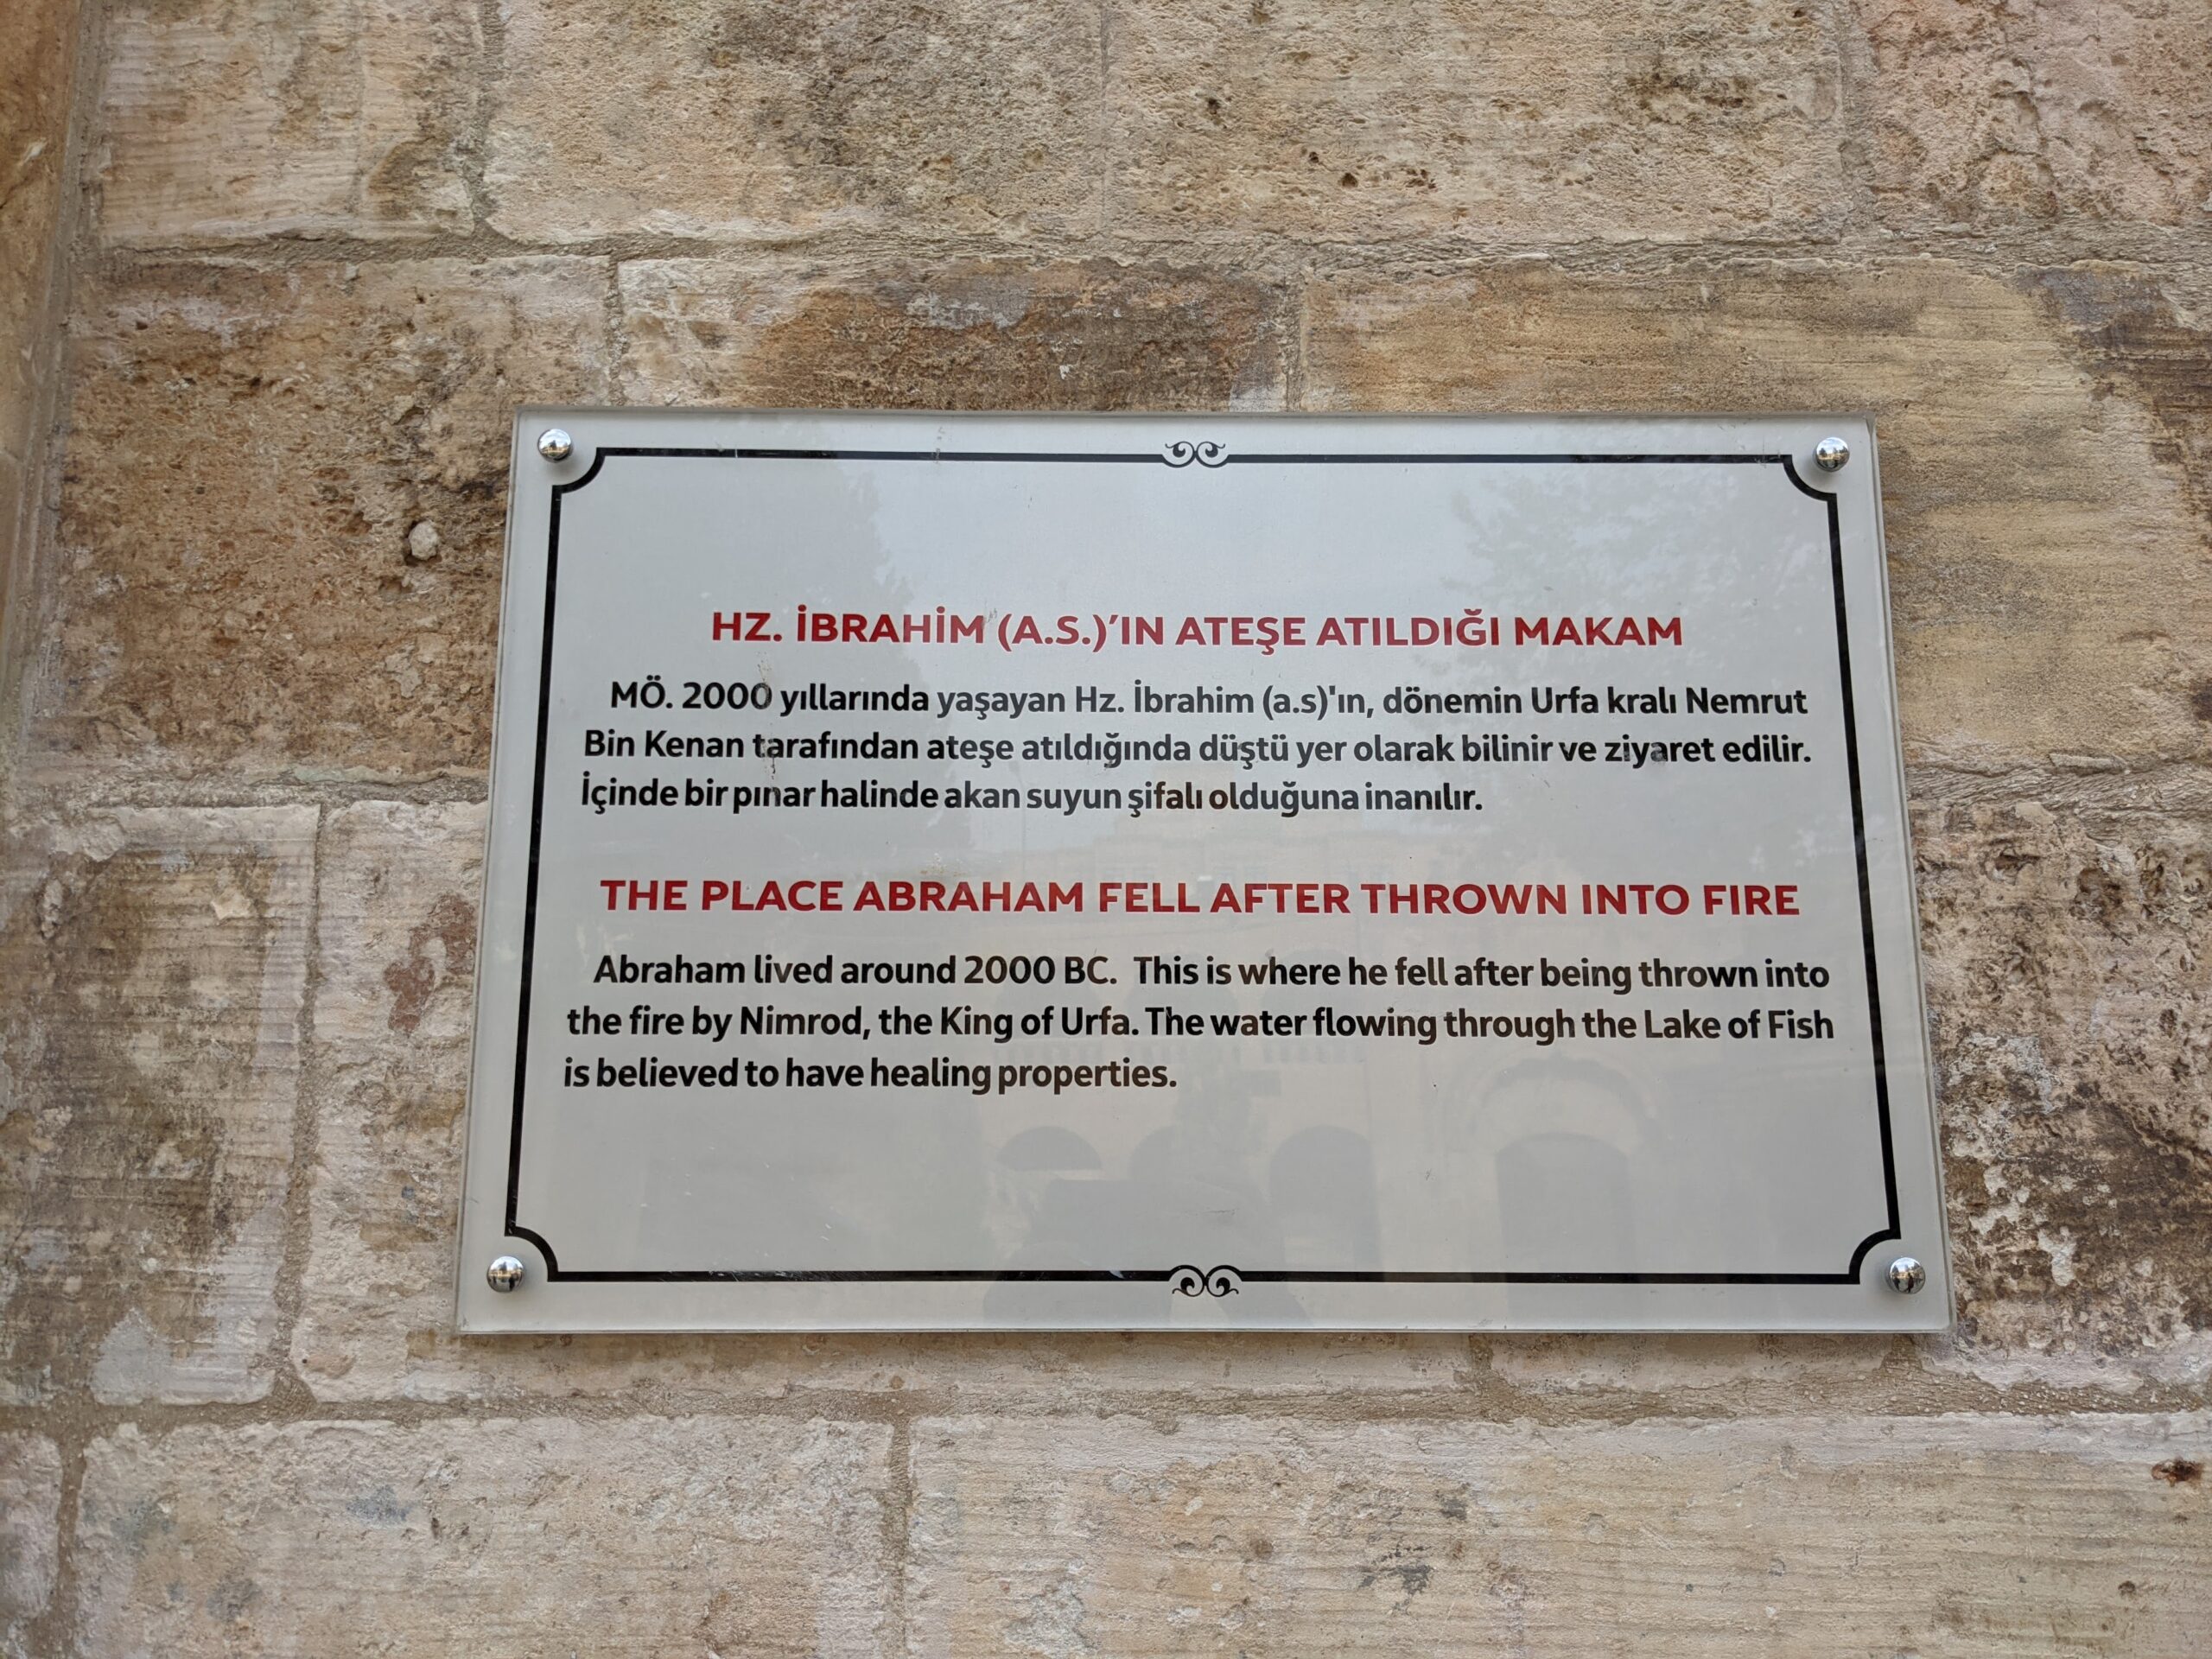 HZ. İBRAHİM (A.S.)'IN ATEŞE ATILDIĞI MAKAM
MÖ. 2000 yıllarında yaşayan Hz. İbrahim (a.s)'ın, dönemin Urfa kralı Nemrut
Bin Kenan tarafından ateşe atıldığında düştü yer olarak bilinir ve ziyaret edilir.
İçinde bir pınar halinde akan suyun şifalı olduğuna inanılır.
THE PLACE ABRAHAM FELL AFTER THROWN INTO FIRE
Abraham lived around 2000 BC. This is where he fell after being thrown into
the fire by Nimrod, the King of Urfa. The water flowing through the Lake of Fish
is believed to have healing properties.